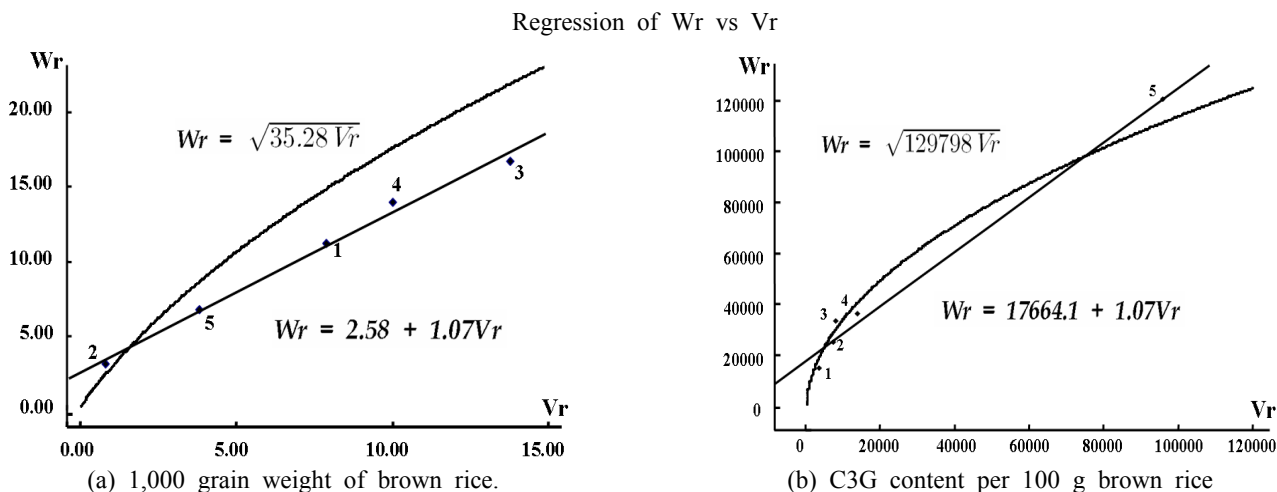 Regression of Wr vs Vr
Wr
20.00
15.00
10.00
5.00
0.00
Wr = √35.28 Vr
4
3
1
5
2
Wr = 2.58 + 1.07Vr
Vr
0.00 5.00 10.00 15.00
(a) 1,000 grain weight of brown rice.
Wr
120000
100000
80000
60000
40000
20000
0
Wr = √129798 Vr
5
4
3
2
1
Wr = 17664.1 + 1.07Vr
Vr
0 20000 40000 60000 80000 100000 120000
(b) C3G content per 100 g brown rice